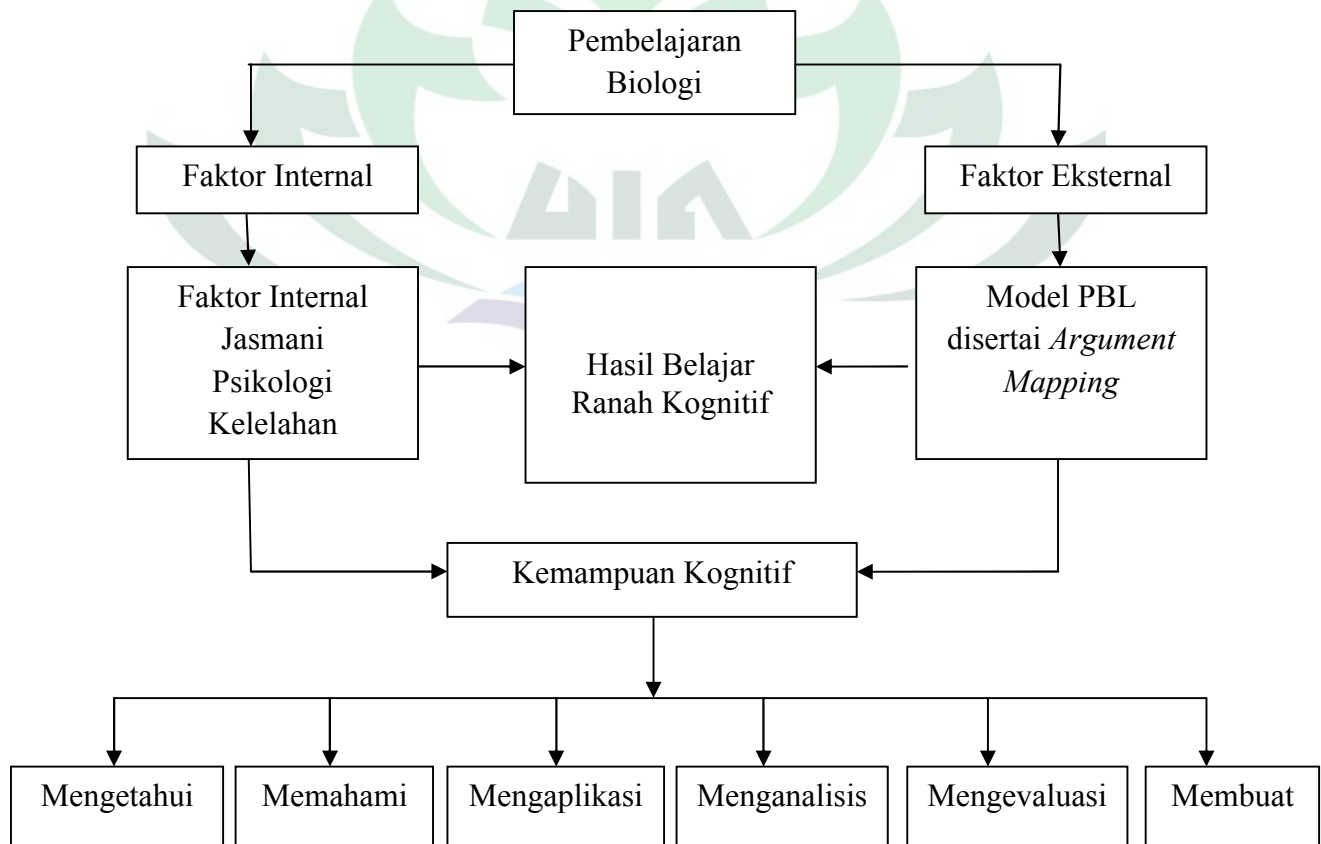 Pembelajaran
Biologi
Faktor Internal
Faktor Eksternal
Faktor Internal
Jasmani
Psikologi
Kelelahan
Hasil Belajar
Ranah Kognitif
Model PBL
disertai Argument
Mapping
Kemampuan Kognitif
Mengetahui
Memahami
Mengaplikasi
Menganalisis
Mengevaluasi
Membuat